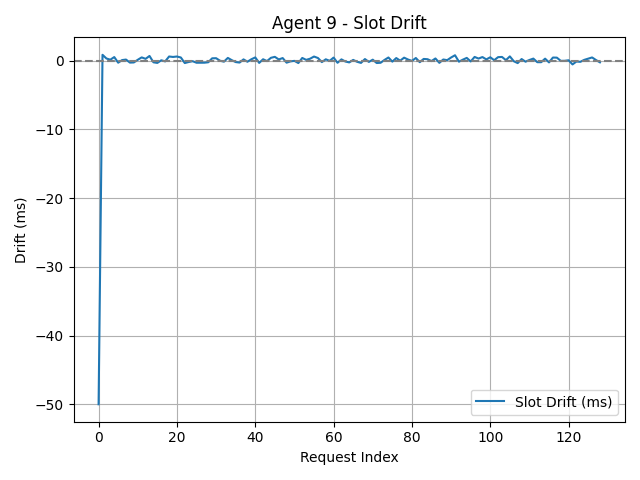 Agent 9 - Slot Drift
Drift (ms)
0
−10
−20
−30
−40
−50
0 20 40 60 80 100 120
Request Index
Slot Drift (ms)